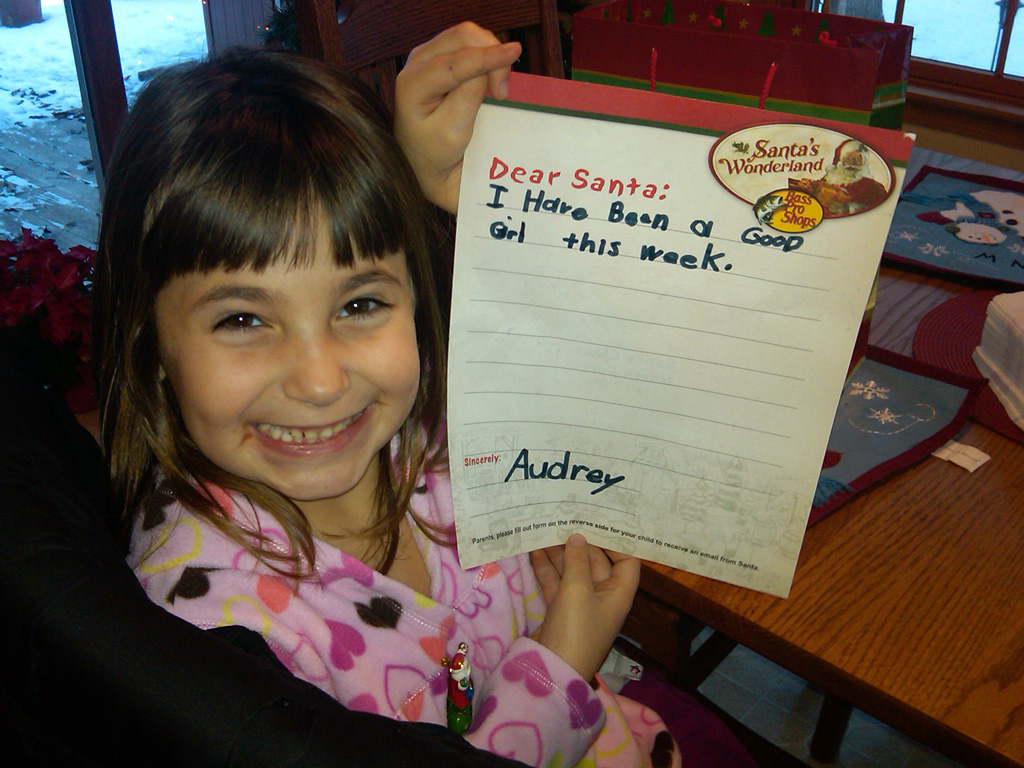 Santa's
Wonderland
Bass
Pro
Shops
Dear Santa:
I Have Been a Good
Girl this week.
Sincerely: Audrey
Parents, please fill out form on the reverse side for your child to receive an email from Santa.